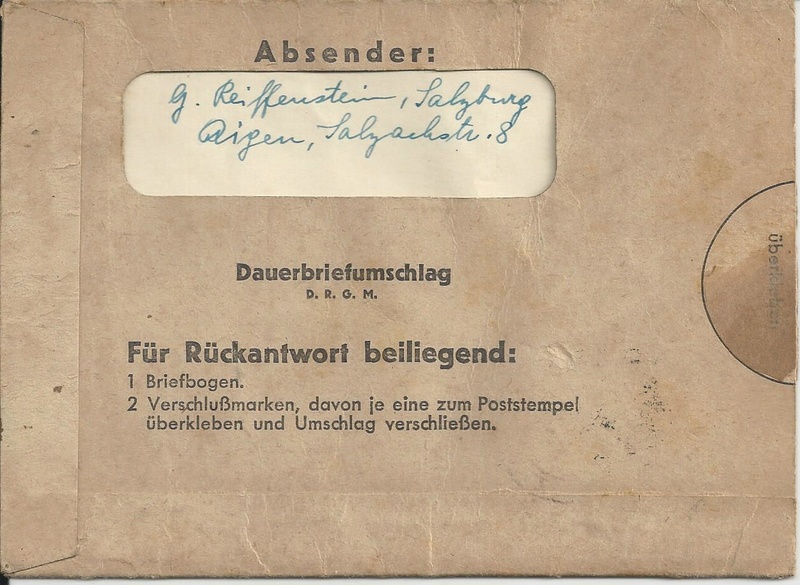 Absender:
G. Reiffenstein, Salzburg
Aigen, Salzachstr. 8
Dauerbriefumschlag
D. R. G. M.
Für Rückantwort beiliegend:
1 Briefbogen.
2 Verschlußmarken, davon je eine zum Poststempel
überkleben und Umschlag verschließen.